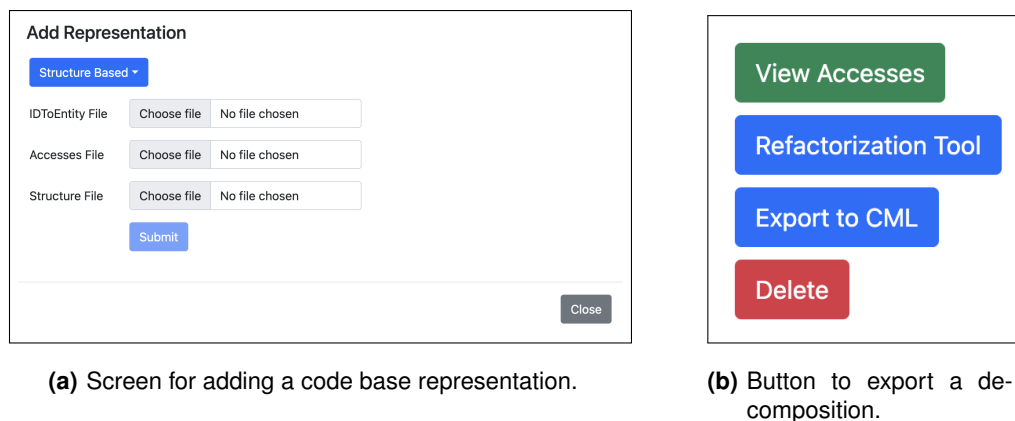 Add Representation
Structure Based
IDToEntity File Choose file No file chosen
Accesses File Choose file No file chosen
Structure File Choose file No file chosen
Submit
Close
(a) Screen for adding a code base representation.
View Accesses
Refactorization Tool
Export to CML
Delete
(b) Button to export a de-
composition.